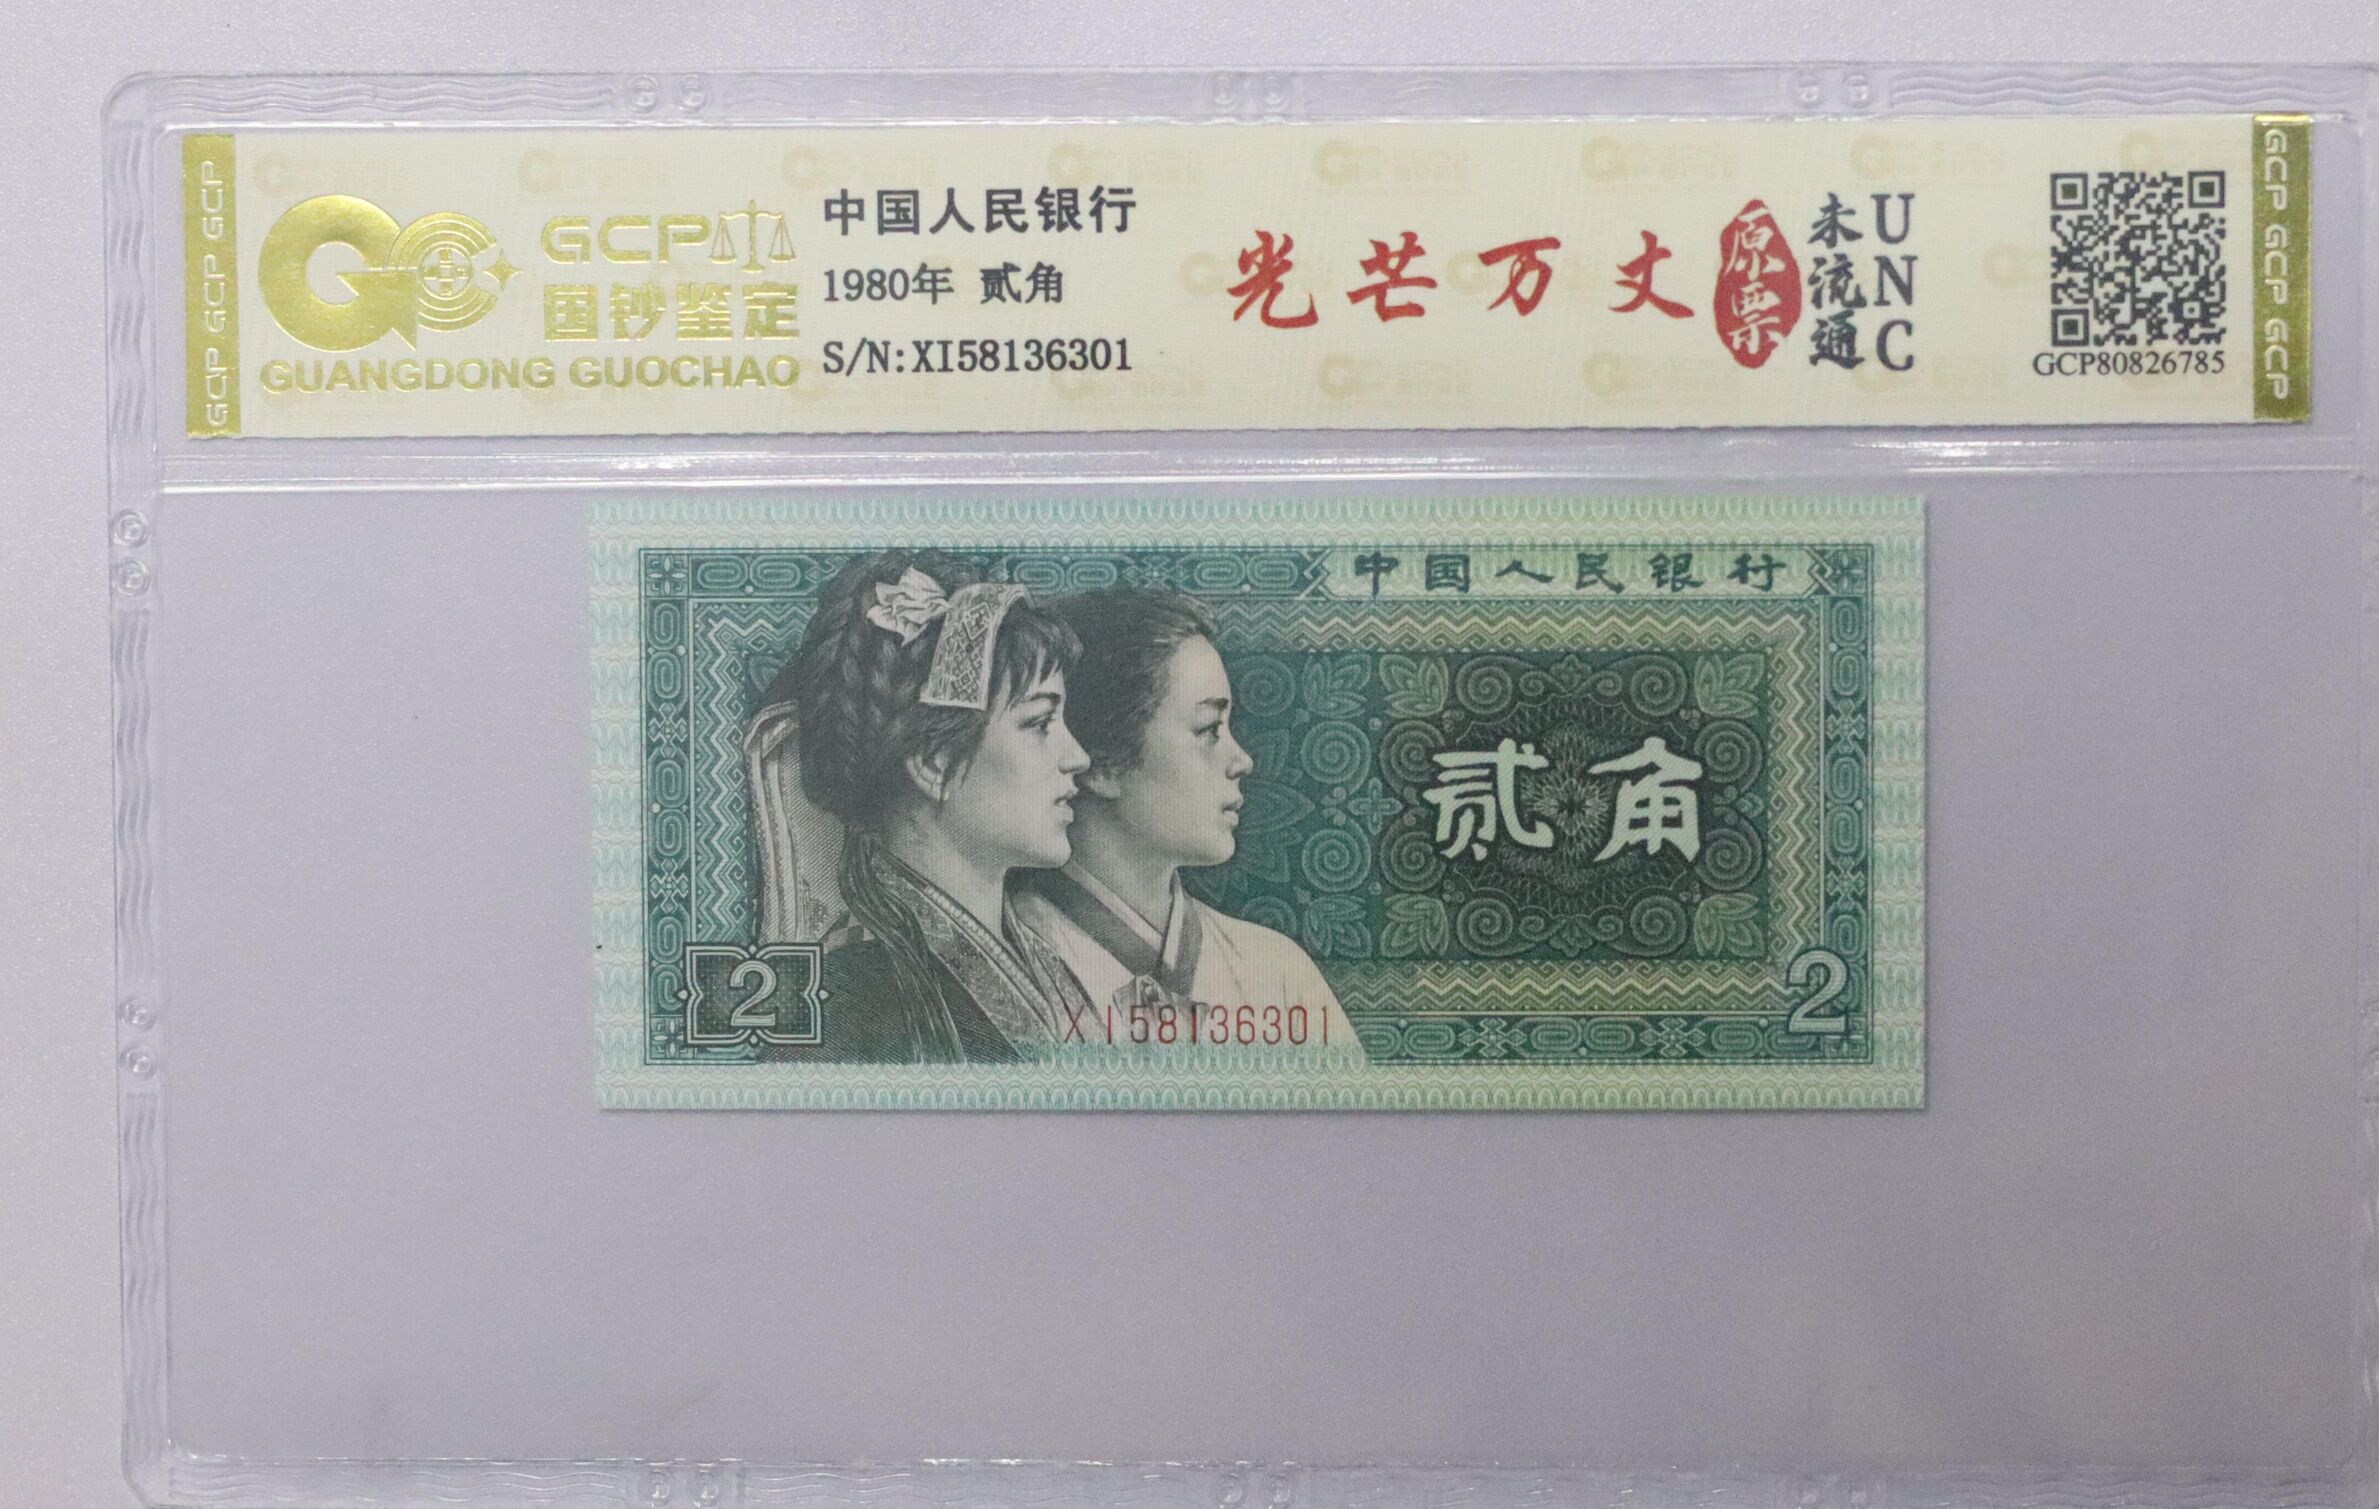 GCP GCP GCP
GCP
国钞鉴定
GUANGDONG GUOCHAO
中国人民银行
1980年 贰角
S/N:XI58136301
光芒万丈
原票
未流通
UNC
GCP80826785
GCP GCP GCP
中国人民银行
贰角
2
XI58136301
2